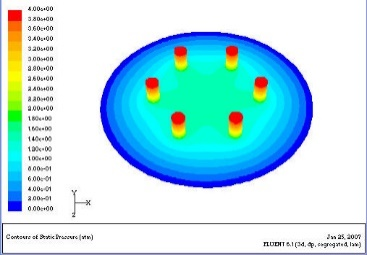 4.00e+00
3.80e+00
3.60e+00
3.40e+00
3.20e+00
3.00e+00
2.80e+00
2.60e+00
2.40e+00
2.20e+00
2.00e+00
1.80e+00
1.60e+00
1.40e+00
1.20e+00
1.00e+00
8.00e-01
6.00e-01
4.00e-01
2.00e-01
0.00e+00
Y
X
Z
Contours of Static Pressure (atm)
Jan 25, 2007
FLUENT 6.1 (3d, dp, segregated, lam)